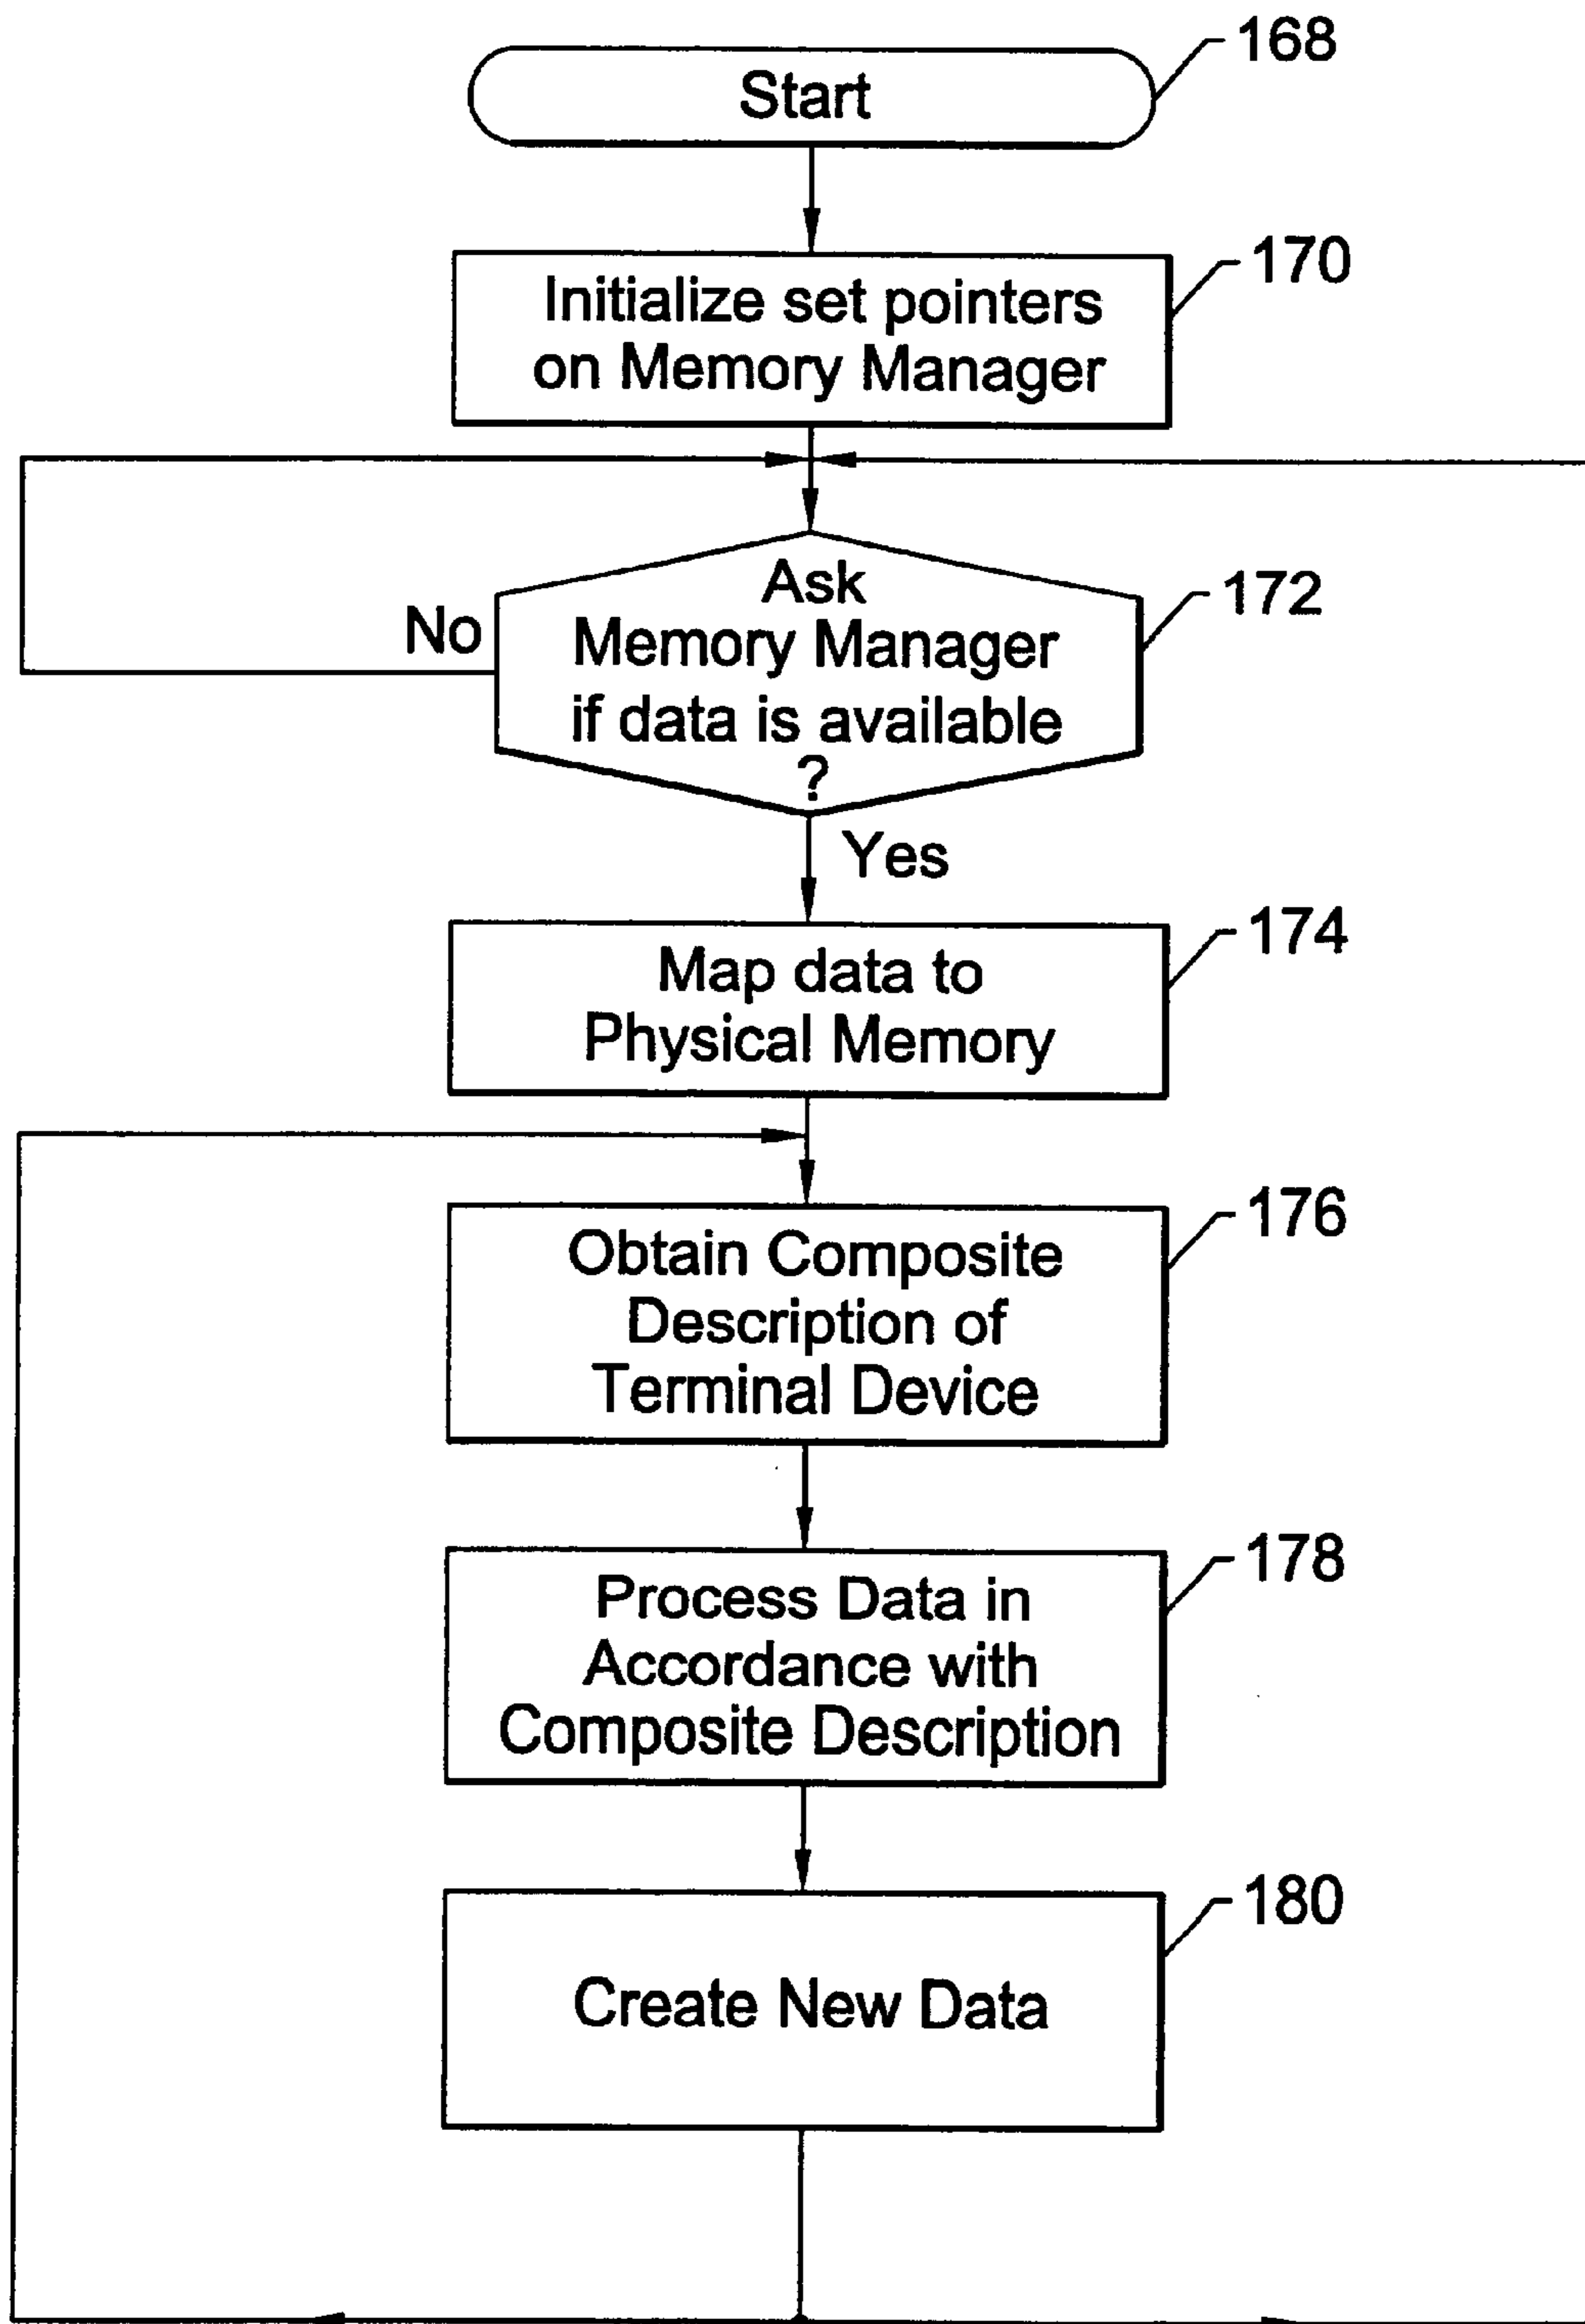 168
Start
170
Initialize set pointers
on Memory Manager
172
Ask
Memory Manager
if data is available
?
No
Yes
174
Map data to
Physical Memory
176
Obtain Composite
Description of
Terminal Device
178
Process Data in
Accordance with
Composite Description
180
Create New Data